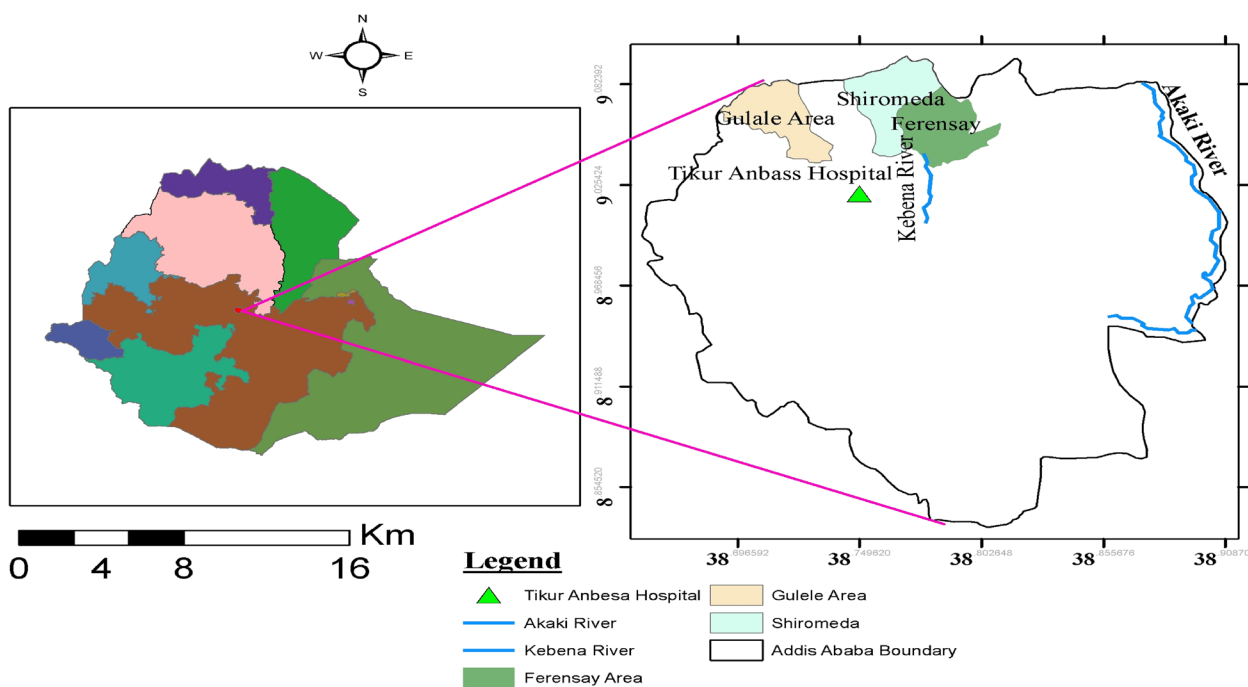 N
W E
S
Shiromeda
Gulale Area
Ferensay
Akaki River
Tikur Anbass Hospital
Kebena River
9 082392
9 025424
8 968456
8 911488
8 854520
38 696592
38 749620
38 802648
38 855676
38 90870
Km
0 4 8 16
Legend
Tikur Anbesa Hospital
Akaki River
Kebena River
Ferensay Area
Gulele Area
Shiromeda
Addis Ababa Boundary